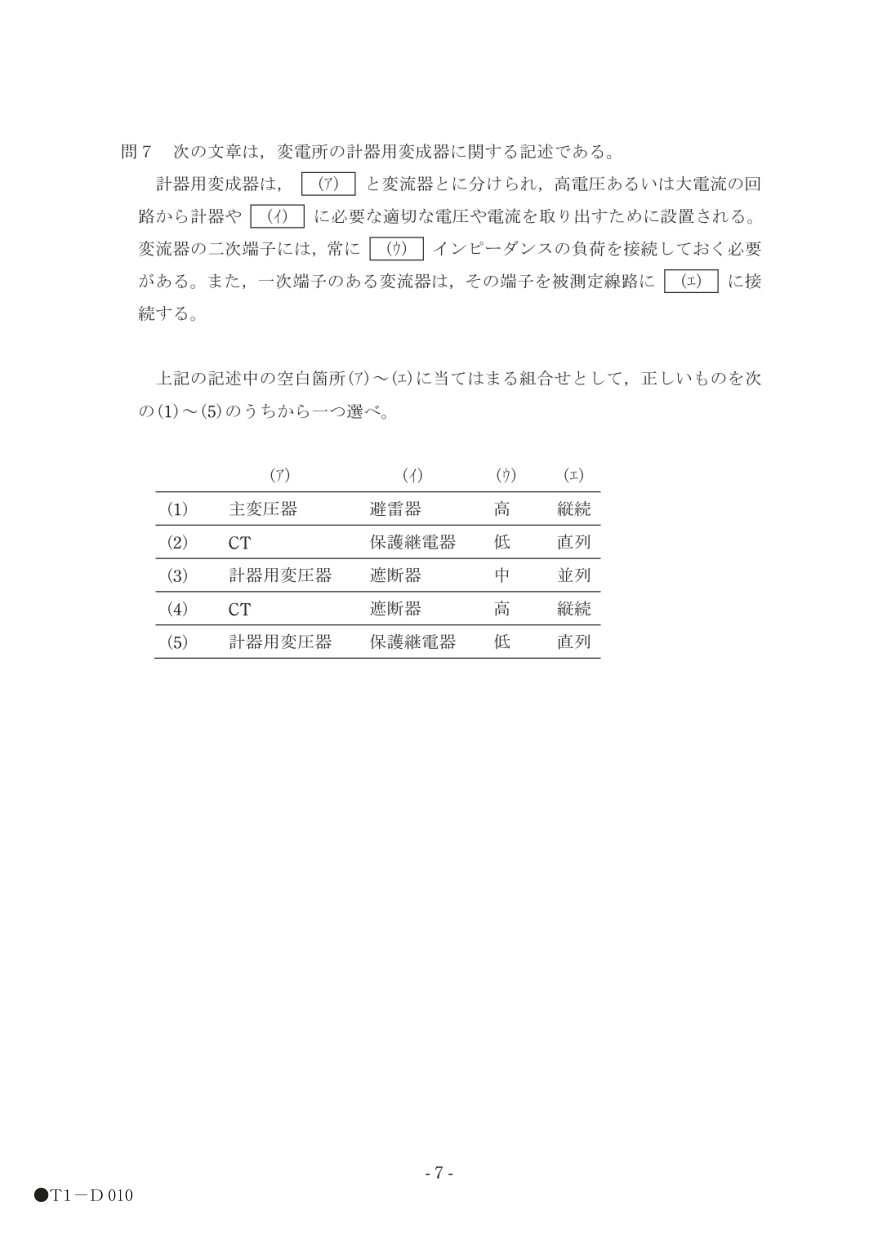 問７　次の文章は，変電所の計器用変成器に関する記述である。
計器用変成器は， (ｱ) と変流器とに分けられ，高電圧あるいは大電流の回
路から計器や (ｲ) に必要な適切な電圧や電流を取り出すために設置される。
変流器の二次端子には，常に (ｳ) インピーダンスの負荷を接続しておく必要
がある。また，一次端子のある変流器は，その端子を被測定線路に (ｴ) に接
続する。
上記の記述中の空白箇所(ｱ)～(ｴ)に当てはまる組合せとして，正しいものを次
の(1)～(5)のうちから一つ選べ。
(ｱ) (ｲ) (ｳ) (ｴ)
(1) 主変圧器 避雷器 高 縦続
(2) CT 保護継電器 低 直列
(3) 計器用変圧器 遮断器 中 並列
(4) CT 遮断器 高 縦続
(5) 計器用変圧器 保護継電器 低 直列
- 7 -
●T1－D 010